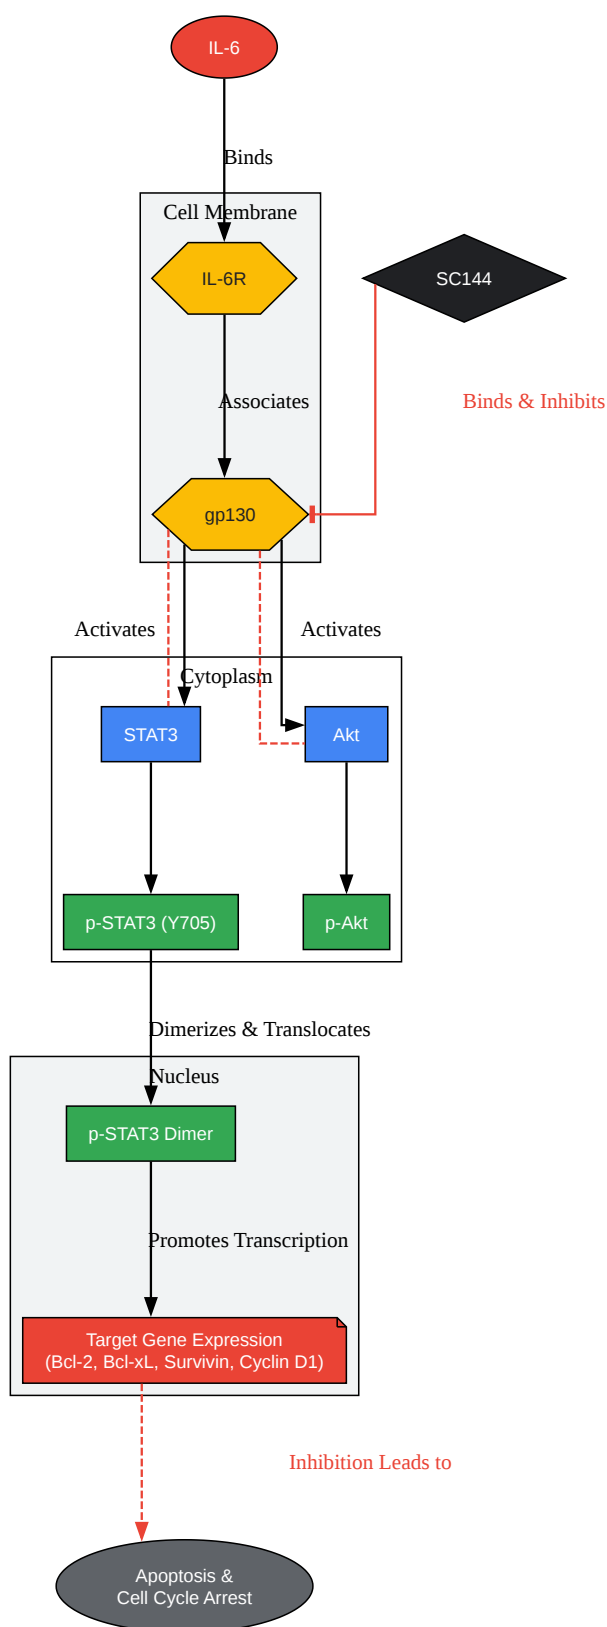 IL-6
Binds
Cell Membrane
IL-6R
SC144
Associates
Binds & Inhibits
gp130
Activates
Activates
Cytoplasm
STAT3
Akt
p-STAT3 (Y705)
p-Akt
Dimerizes & Translocates
Nucleus
p-STAT3 Dimer
Promotes Transcription
Target Gene Expression
(Bcl-2, Bcl-xL, Survivin, Cyclin D1)
Inhibition Leads to
Apoptosis &
Cell Cycle Arrest